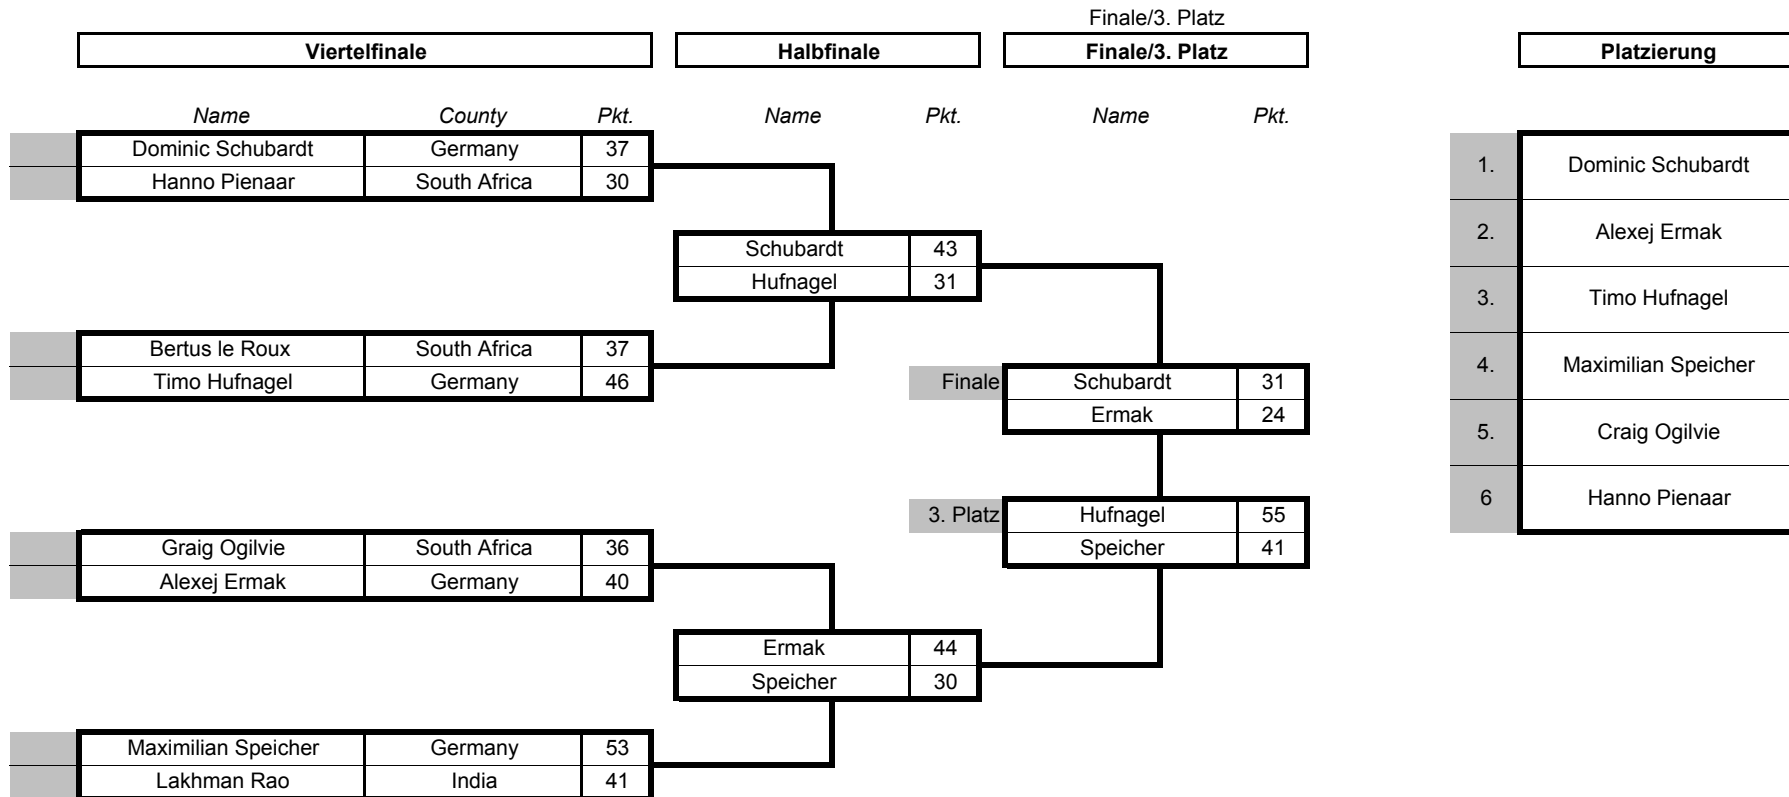 Finale/3. Platz
Viertelfinale Halbfinale Finale/3. Platz Platzierung
Name County Pkt. Name Pkt. Name Pkt.
Dominic Schubardt Germany 37
Hanno Pienaar South Africa 30
1. Dominic Schubardt
Schubardt 43
Hufnagel 31
2. Alexej Ermak
3. Timo Hufnagel
Bertus le Roux South Africa 37
Timo Hufnagel Germany 46
Finale Schubardt 31
Ermak 24
4. Maximilian Speicher
5. Craig Ogilvie
3. Platz Hufnagel 55
Speicher 41
6 Hanno Pienaar
Graig Ogilvie South Africa 36
Alexej Ermak Germany 40
Ermak 44
Speicher 30
Maximilian Speicher Germany 53
Lakhman Rao India 41